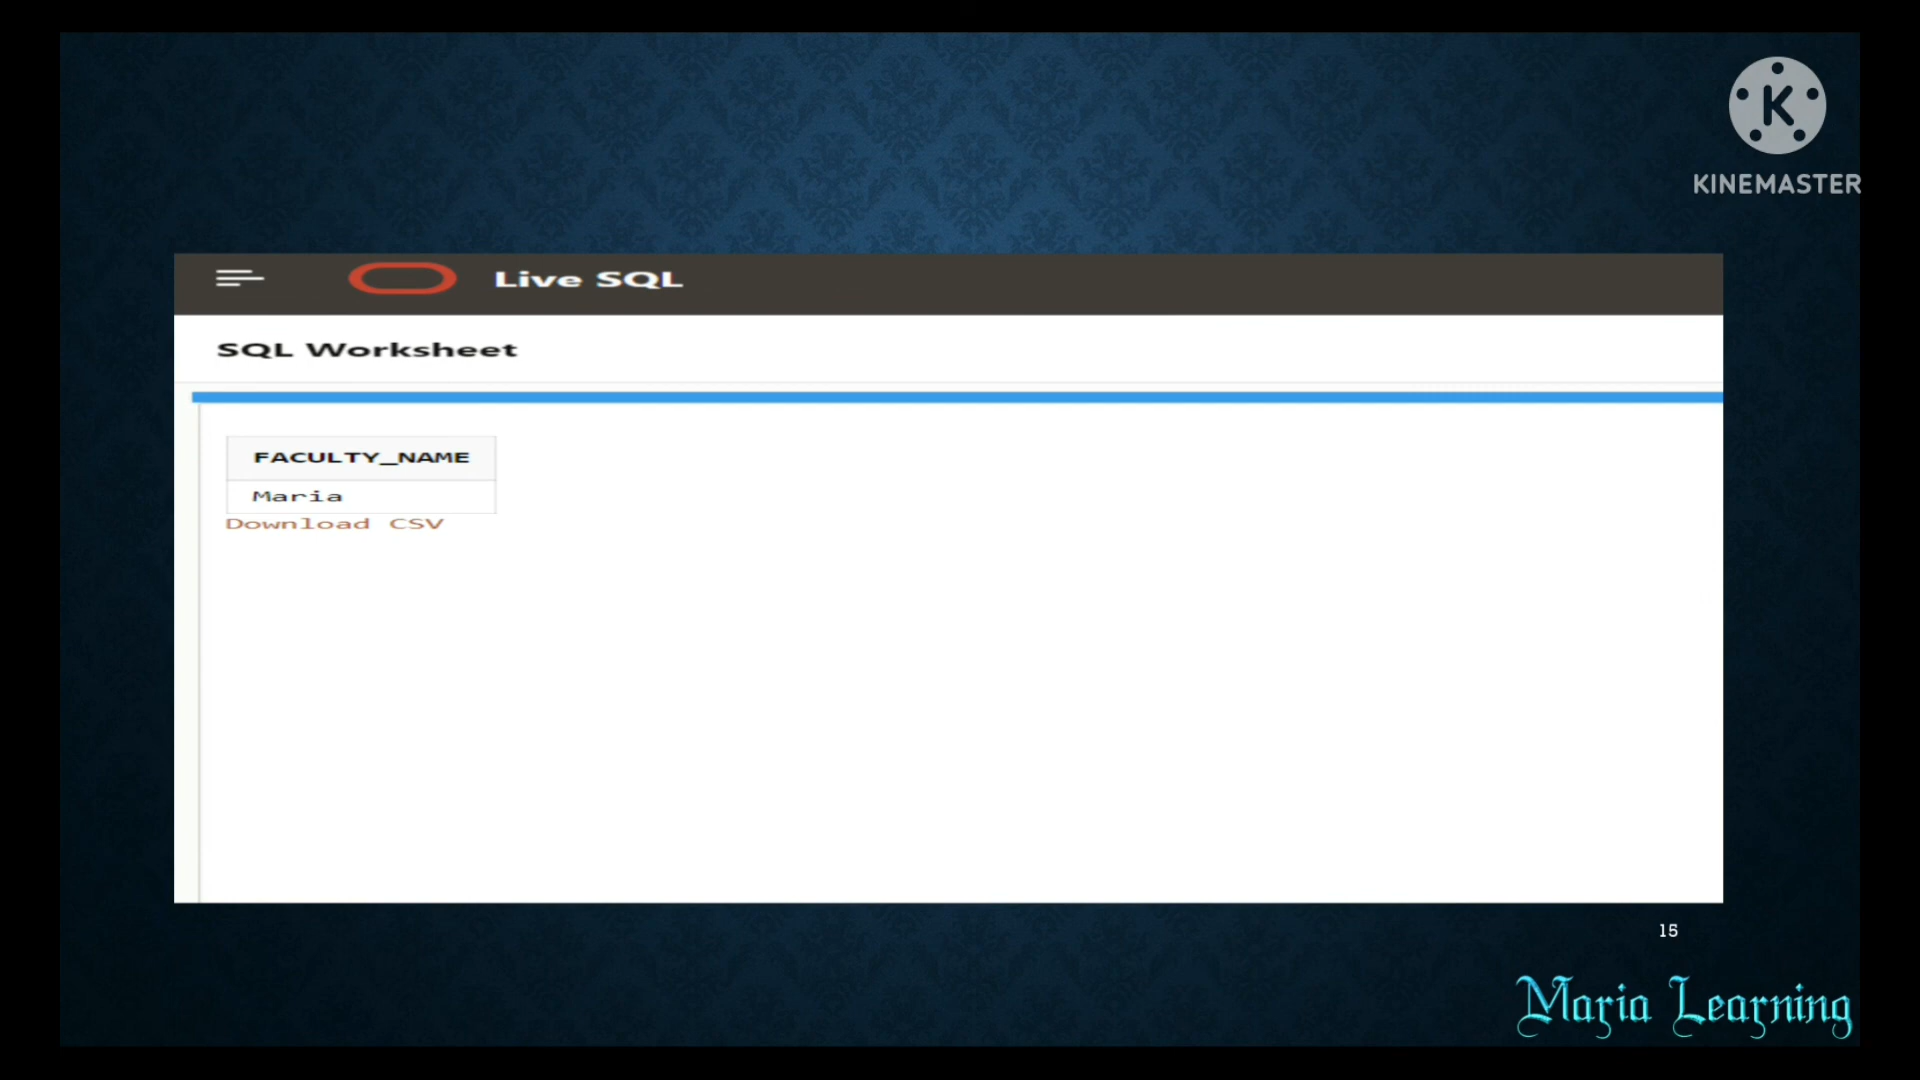 K
KINEMASTER
Live SQL
SQL Worksheet
FACULTY_NAME
Maria
Download CSV
15
Maria Learning